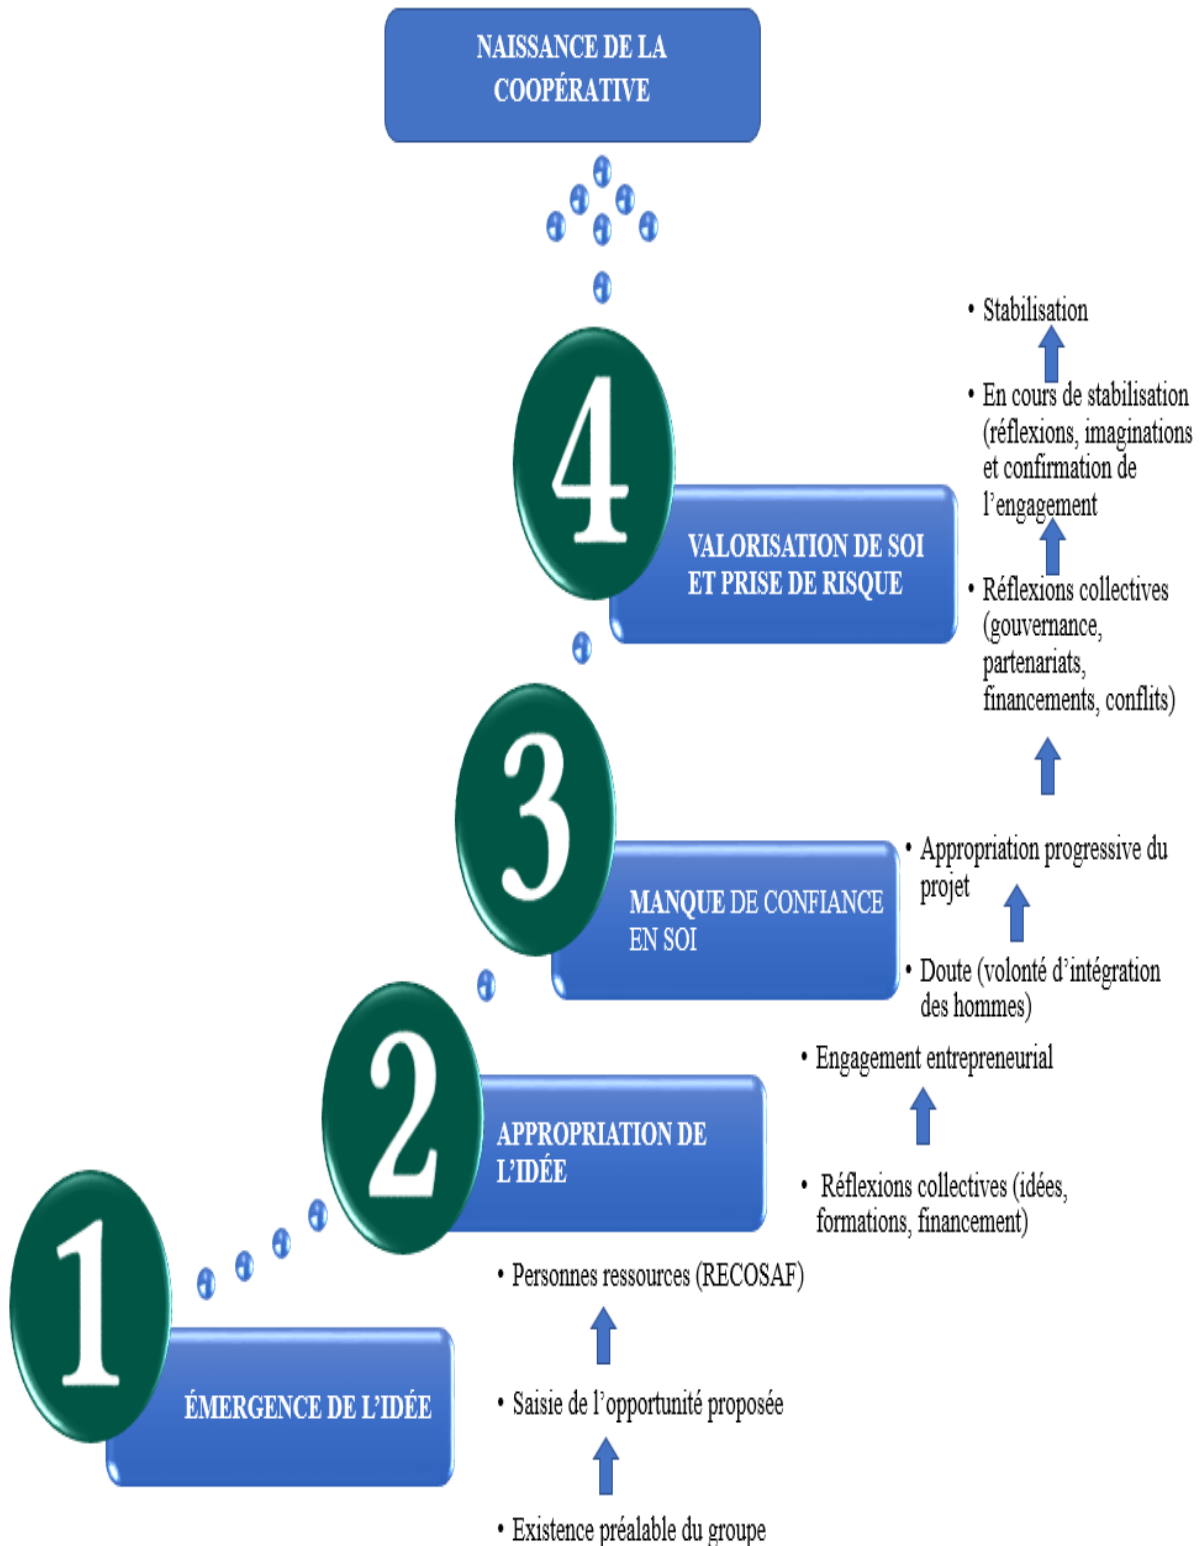 NAISSANCE DE LA
COOPÉRATIVE
• Stabilisation
• En cours de stabilisation
(réflexions, imaginations
et confirmation de
l’engagement
4
VALORISATION DE SOI
ET PRISE DE RISQUE
• Réflexions collectives
(gouvernance,
partenariats,
financements, conflits)
3
MANQUE DE CONFIANCE
EN SOI
• Appropriation progressive du
projet
• Doute (volonté d’intégration
des hommes)
2
APPROPRIATION DE
L’IDÉE
• Engagement entrepreneurial
• Réflexions collectives (idées,
formations, financement)
1
ÉMERGENCE DE L’IDÉE
• Personnes ressources (RECOSAF)
• Saisie de l’opportunité proposée
• Existence préalable du groupe